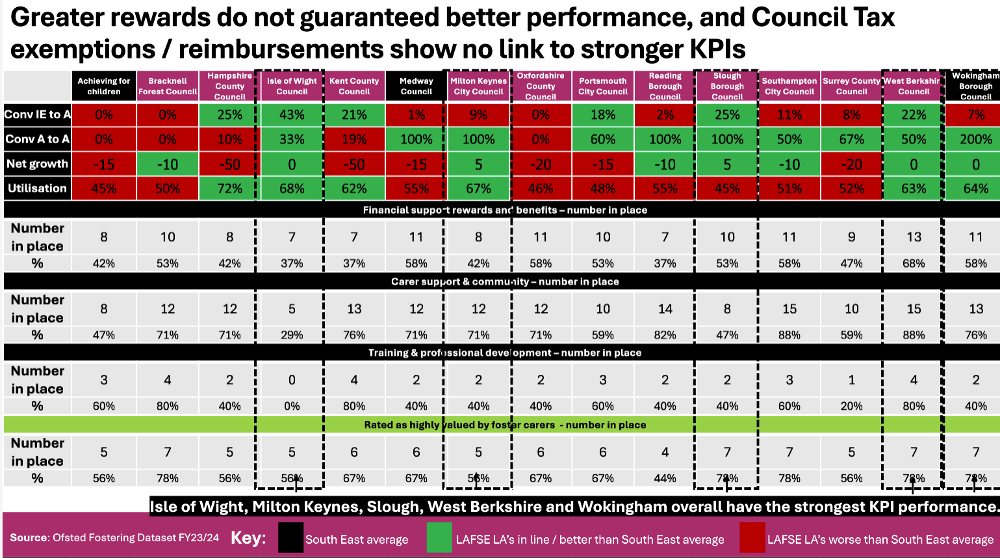 Greater rewards do not guaranteed better performance, and Council Tax
exemptions / reimbursements show no link to stronger KPIs
Achieving for children Bracknell Forest Council Hampshire County Council Isle of Wight Council Kent County Council Medway Council Milton Keynes City Council Oxfordshire County Council Portsmouth City Council Reading Borough Council Slough Borough Council Southampton City Council Surrey County Council West Berkshir Council Wokingham Borough Council
Conv IE to A 0% 0% 25% 43% 21% 1% 9% 0% 18% 2% 25% 11% 8% 22% 7%
Conv A to A 0% 0% 10% 33% 19% 100% 100% 0% 60% 100% 100% 50% 67% 50% 200%
Net growth -15 -10 -50 0 -50 -15 5 -20 -15 -10 5 -10 -20 0 0
Utilisation 45% 50% 72% 68% 62% 55% 67% 46% 48% 55% 45% 51% 52% 63% 64%
Financial support rewards and benefits – number in place
Number in place 8 10 8 7 7 11 8 11 10 7 10 11 9 13 11
% 42% 53% 42% 37% 37% 58% 42% 58% 53% 37% 53% 58% 47% 68% 58%
Carer support & community – number in place
Number in place 8 12 12 5 13 12 12 12 10 14 8 15 10 15 13
% 47% 71% 71% 29% 76% 71% 71% 71% 59% 82% 47% 88% 59% 88% 76%
Training & professional development – number in place
Number in place 3 4 2 0 4 2 2 2 3 2 2 3 1 4 2
% 60% 80% 40% 0% 80% 40% 40% 40% 60% 40% 40% 60% 20% 80% 40%
Rated as highly valued by foster carers - number in place
Number in place 5 7 5 5 6 6 5 6 6 4 7 7 5 7 7
% 56% 78% 56% 56% 67% 67% 56% 67% 67% 44% 78% 78% 56% 78% 78%
Isle of Wight, Milton Keynes, Slough, West Berkshire and Wokingham overall have the strongest KPI performance.
Source: Ofsted Fostering Dataset FY23/24 Key: South East average LAFSE LA's in line / better than South East average LAFSE LA's worse than South East average